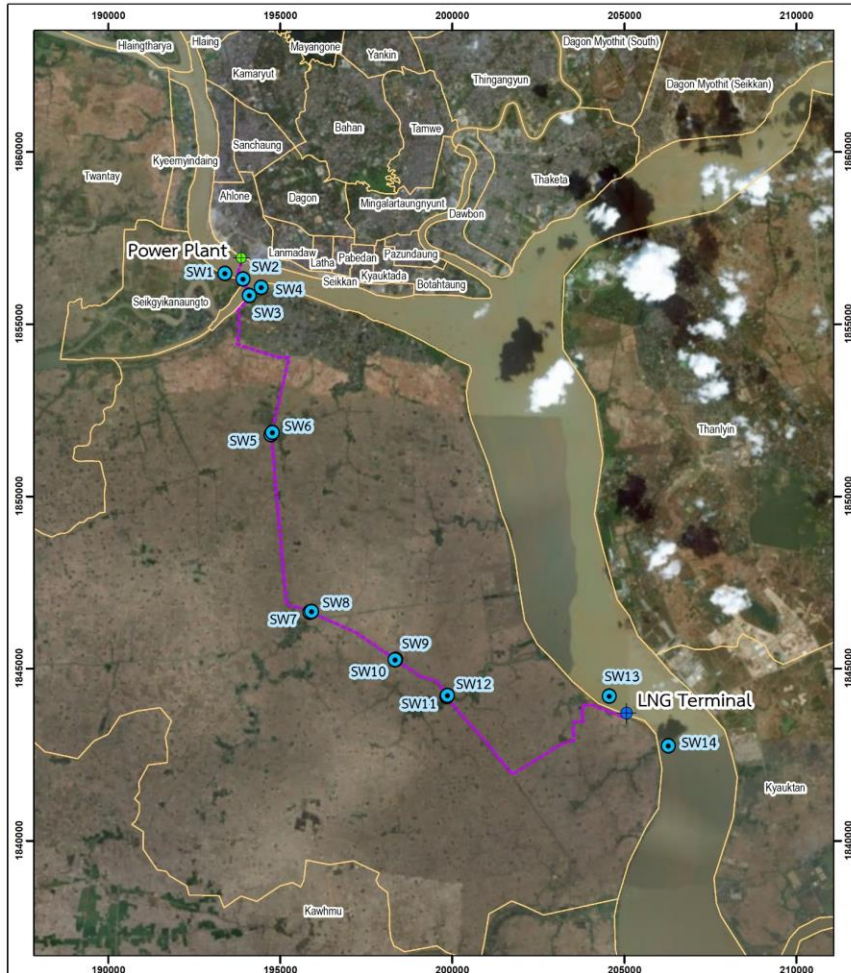 190000
195000
200000
205000
210000
Hlaingtharya
Hlaing
Mayangone
Yankin
Dagon Myothit (South)
Kamaryut
Thingangyun
Dagon Myothit (Seikkan)
1860000
1860000
Bahan
Tamwe
Sanchaung
Kyeemyindaing
Twantay
Thaketa
Ahlone
Dagon
Mingalartaungnyunt
Dawbon
Power Plant
Lanmadaw
Latha
Pabedan
Pazundaung
Kyauktada
Seikkan
Botahtaung
SW1
SW2
SW4
SW3
Seikgyikanaungto
1855000
1855000
SW6
SW5
Thanlyin
1850000
1850000
SW8
SW7
SW9
SW10
1845000
1845000
SW12
SW11
SW13
LNG Terminal
SW14
Kyauktan
1840000
1840000
Kawhmu
190000
195000
200000
205000
210000